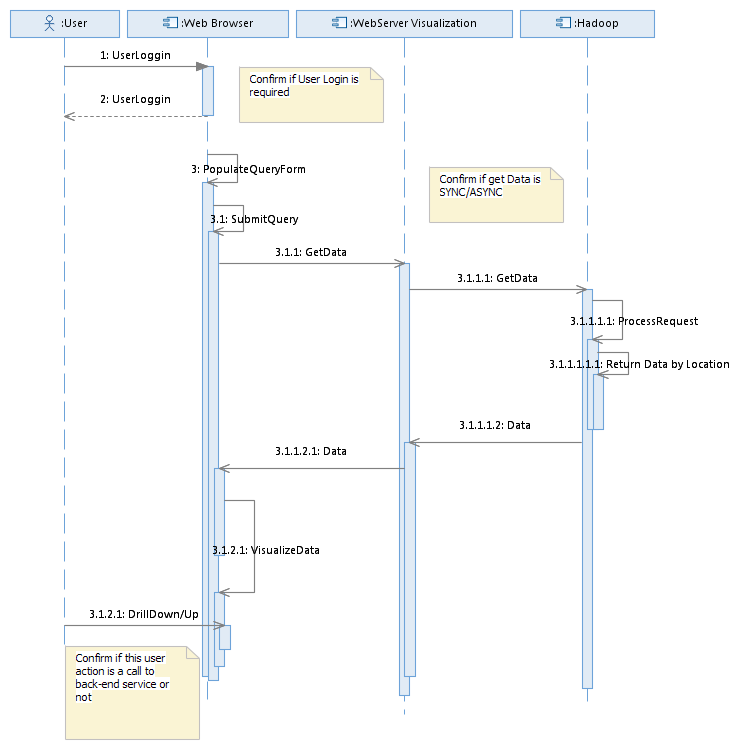 :User
:Web Browser
:WebServer Visualization
:Hadoop
1: UserLoggin
Confirm if User Login is
required
2: UserLoggin
3: PopulateQueryForm
Confirm if get Data is
SYNC/ASYNC
3.1: SubmitQuery
3.1.1: GetData
3.1.1.1: GetData
3.1.1.1.1: ProcessRequest
3.1.1.1.1.1: Return Data by Location
3.1.1.1.2: Data
3.1.1.2.1: Data
3.1.2.1: VisualizeData
3.1.2.1: DrillDown/Up
Confirm if this user
action is a call to
back-end service or
not